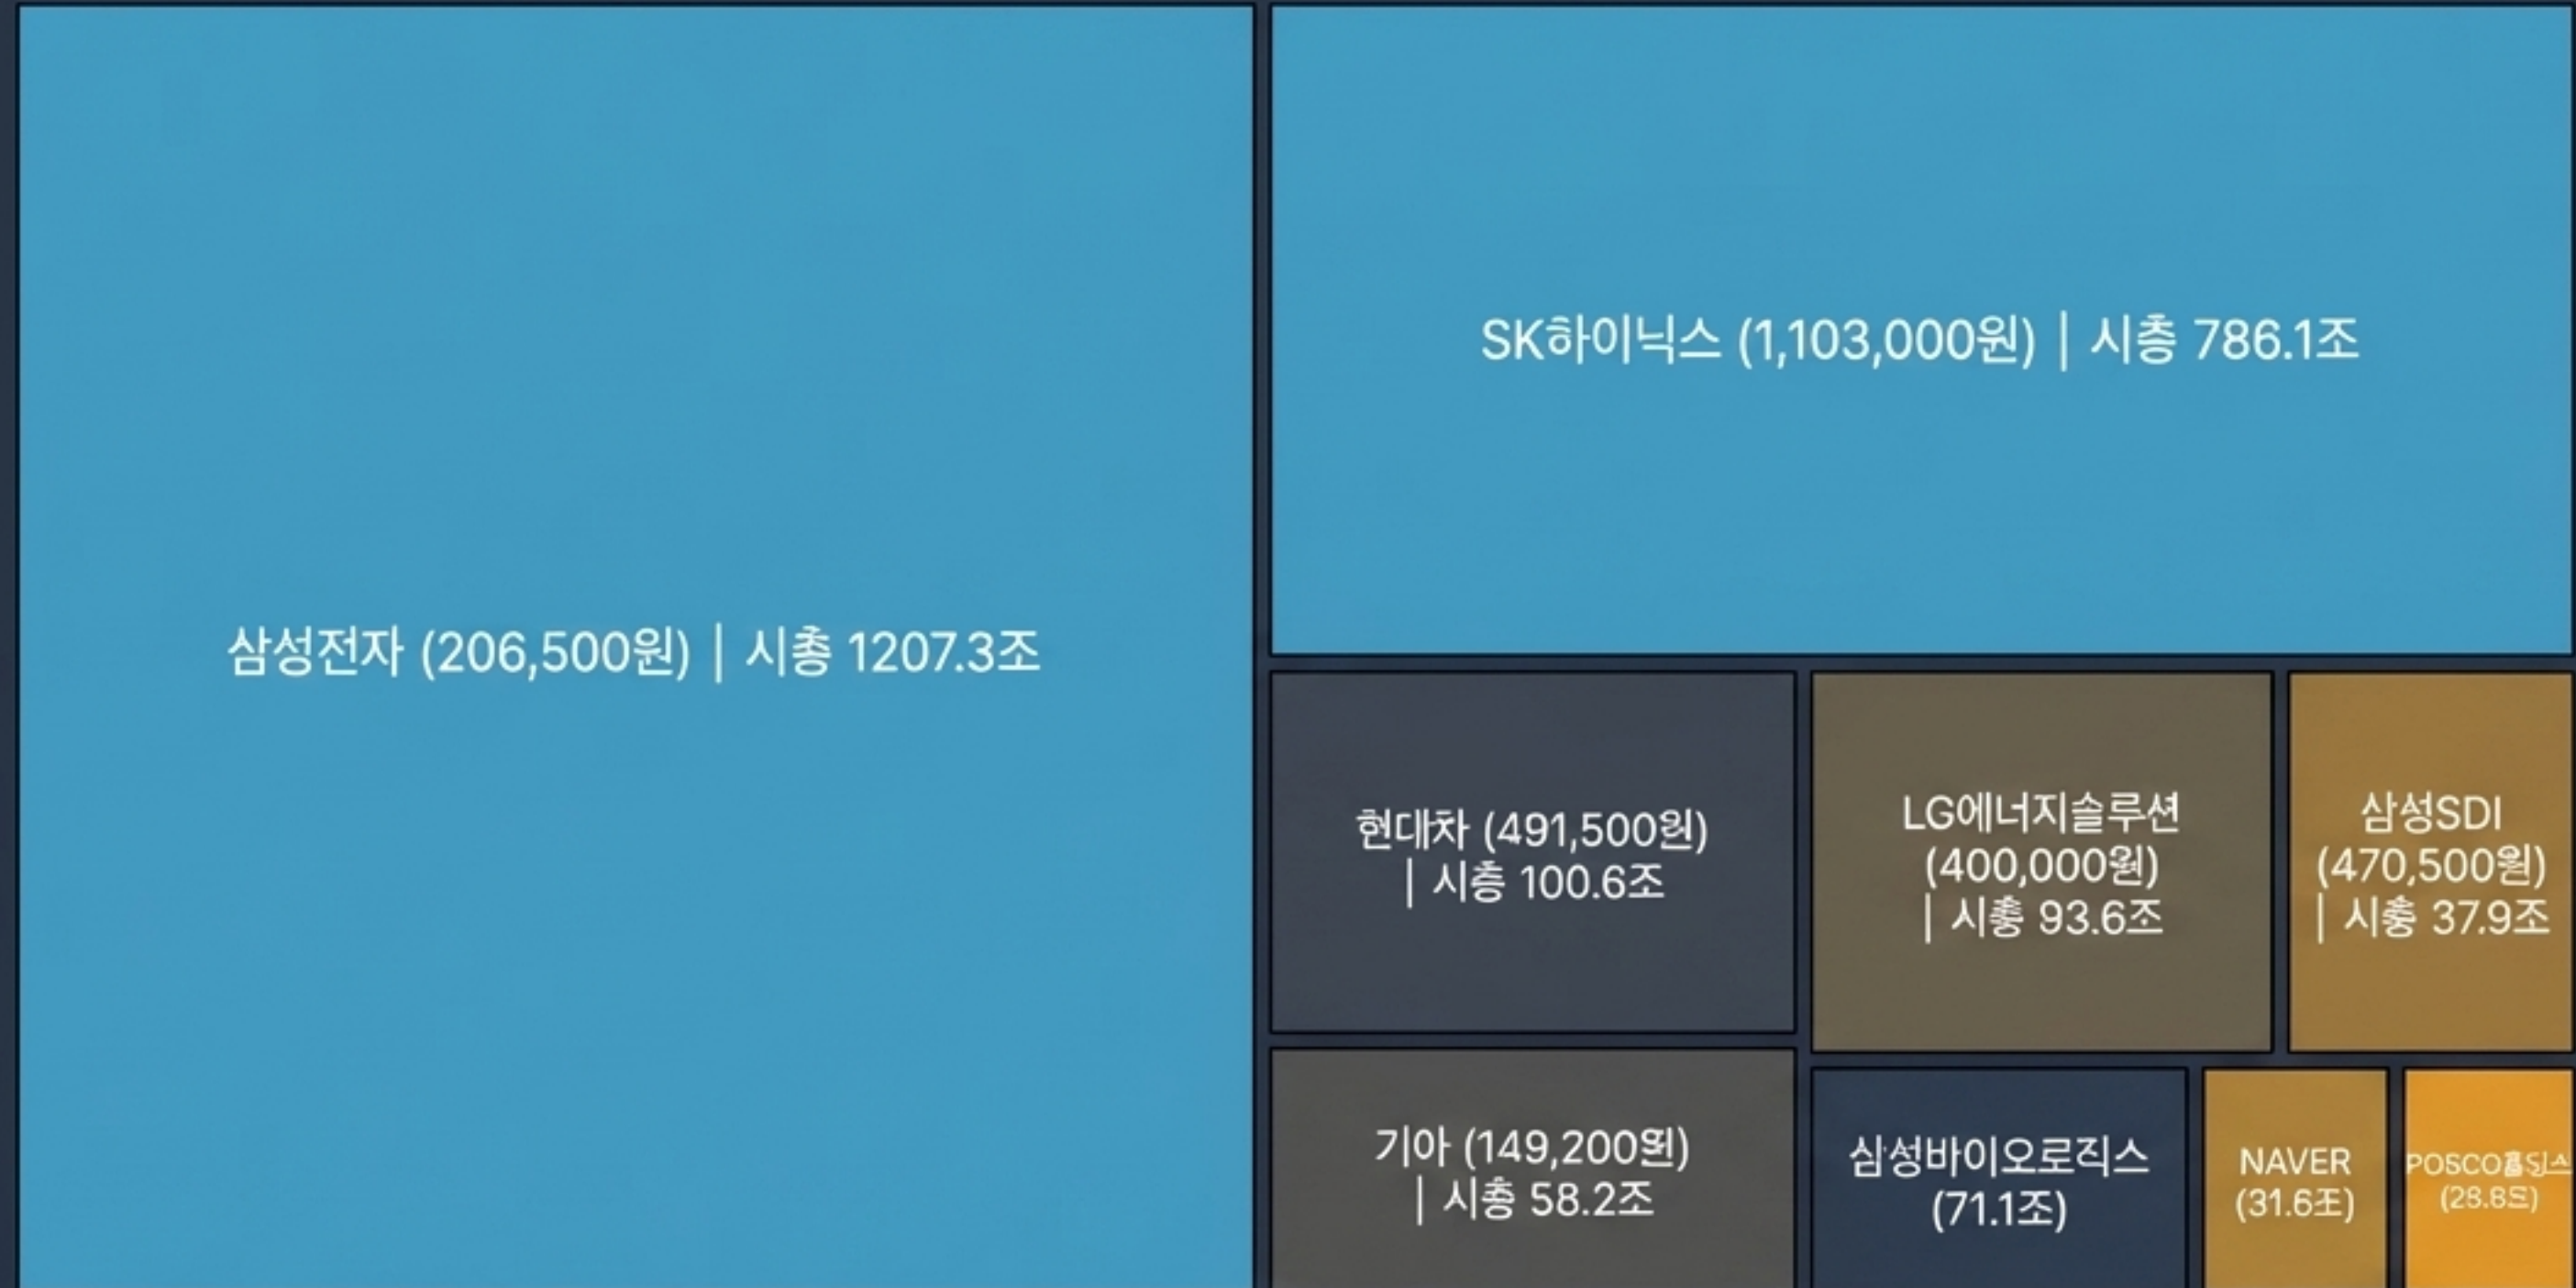 삼성전자 (206,500원) | 시총 1207.3조
SK하이닉스 (1,103,000원) | 시층 786.1조
현대차 (491,500원)
| 시층 100.6조
LG에너지솔루션
(400,000원)
| 시총 93.6조
삼성SDI
(470,500원)
| 시총 37.9조
기아 (149,200원)
| 시총 58.2조
삼성바이오로직스
(71.1조)
NAVER
(31.6조)